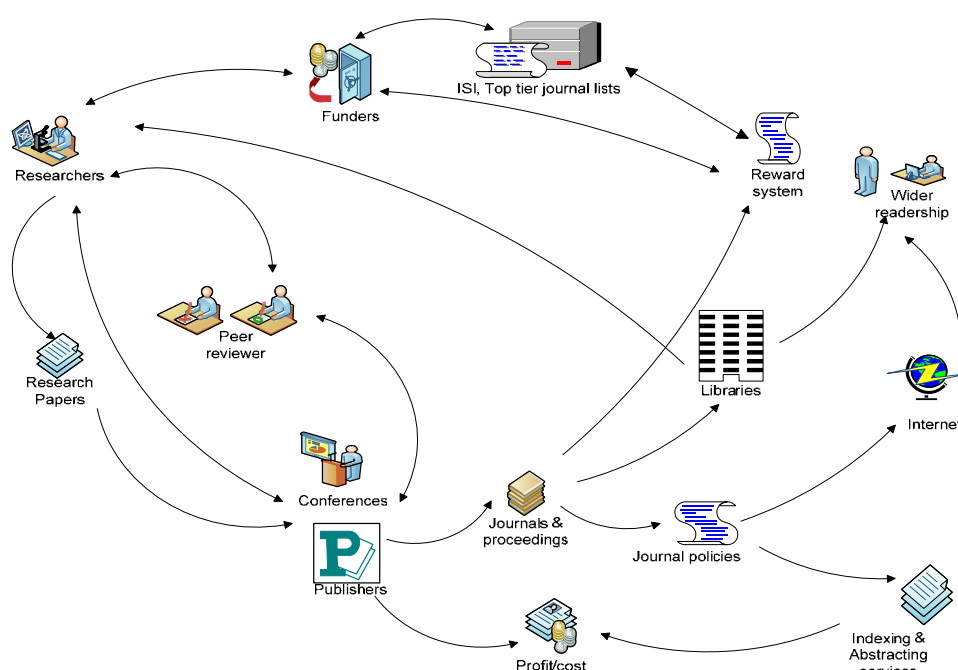 ISI, Top tier journal lists
Funders
Researchers
Reward
system
Wider
readership
Peer
reviewer
Research
Papers
Libraries
Internet
Conferences
Journals &
proceedings
Journal policies
P
Publishers
Indexing &
Abstracting
services
Profit/cost